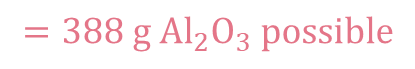 = 388 g Al₂O₃ possible